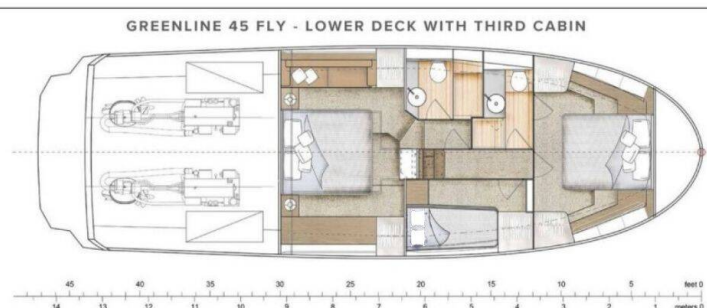 GREENLINE 45 FLY - LOWER DECK WITH THIRD CABIN
45 40 35 30 25 20 15 10 5 feet 0
14 13 12 11 10 9 8 7 6 5 4 3 2 1 meters 0